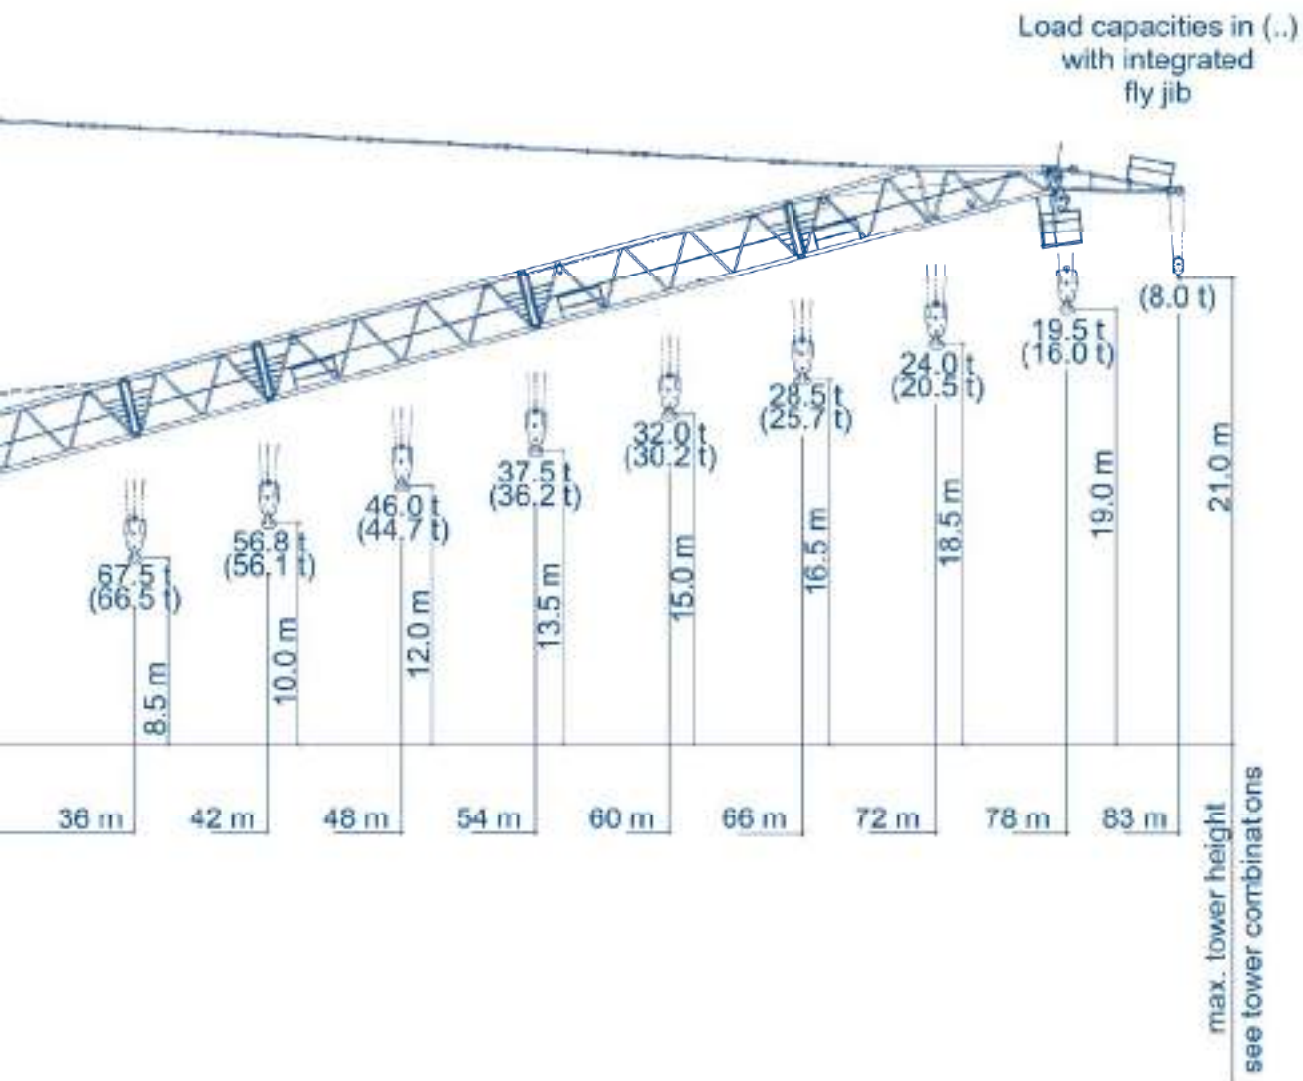 Load capacities in (..)
with integrated
fly jib
(8.0 t)
19.5 t
(16.0 t)
24.0 t
(20.5 t)
28.5 t
(25.7 t)
32.0 t
(30.2 t)
37.5 t
(36.2 t)
46.0 t
(44.7 t)
56.8 t
(56.1 t)
67.5 t
(66.5 t)
8.5 m
10.0 m
12.0 m
13.5 m
15.0 m
16.5 m
18.5 m
19.0 m
21.0 m
36 m
42 m
48 m
54 m
60 m
66 m
72 m
78 m
83 m
max. tower height
see tower combinatons